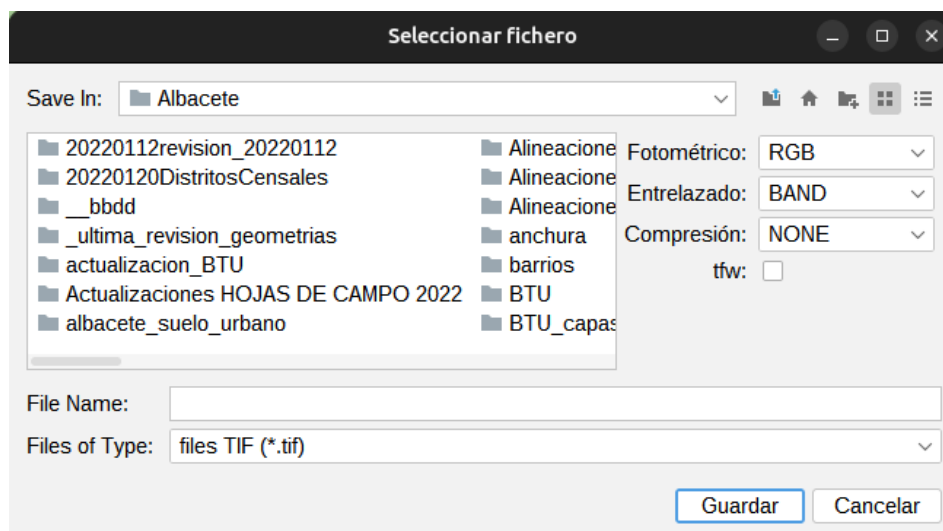 Seleccionar fichero
Save In: Albacete
20220112revision_20220112
20220120DistritosCensales
__bbdd
_ultima_revision_geometrias
actualizacion_BTU
Actualizaciones HOJAS DE CAMPO 2022
albacete_suelo_urbano
Alineacione
Alineacione
Alineacione
anchura
barrios
BTU
BTU_capas
Fotométrico: RGB
Entrelazado: BAND
Compresión: NONE
tfw:
File Name:
Files of Type: files TIF (*.tif)
Guardar Cancelar